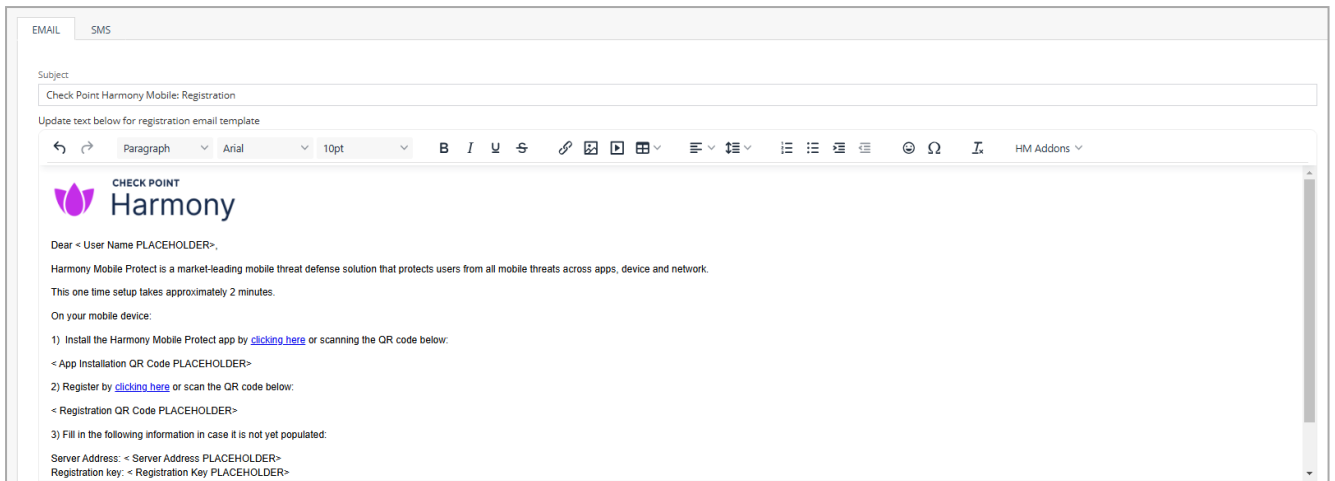 EMAIL SMS
Subject
Check Point Harmony Mobile: Registration
Update text below for registration email template
Paragraph Arial 10pt B I U S Ω HM Addons
CHECK POINT
Harmony
Dear < User Name PLACEHOLDER>,
Harmony Mobile Protect is a market-leading mobile threat defense solution that protects users from all mobile threats across apps, device and network.
This one time setup takes approximately 2 minutes.
On your mobile device:
1) Install the Harmony Mobile Protect app by clicking here or scanning the QR code below:
< App Installation QR Code PLACEHOLDER>
2) Register by clicking here or scan the QR code below:
< Registration QR Code PLACEHOLDER>
3) Fill in the following information in case it is not yet populated:
Server Address: < Server Address PLACEHOLDER>
Registration key: < Registration Key PLACEHOLDER>